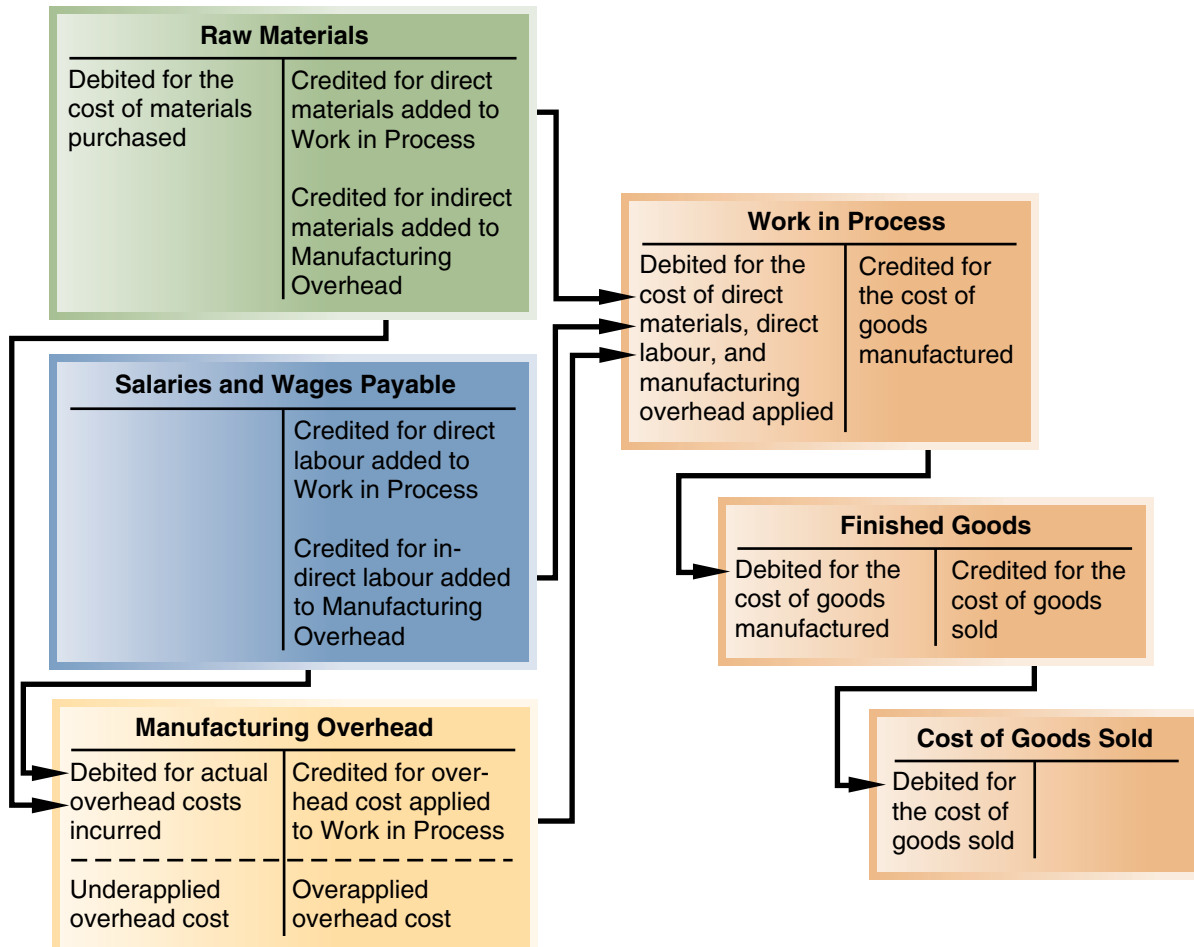 Raw Materials
Debited for the
cost of materials
purchased
Credited for direct
materials added to
Work in Process
Credited for indirect
materials added to
Manufacturing
Overhead
Salaries and Wages Payable
Credited for direct
labour added to
Work in Process
Credited for in-
direct labour added
to Manufacturing
Overhead
Manufacturing Overhead
Debited for actual
overhead costs
incurred
Credited for over-
head cost applied
to Work in Process
Underapplied
overhead cost
Overapplied
overhead cost
Work in Process
Debited for the
cost of direct
materials, direct
labour, and
manufacturing
overhead applied
Credited for
the cost of
goods
manufactured
Finished Goods
Debited for the
cost of goods
manufactured
Credited for the
cost of goods
sold
Cost of Goods Sold
Debited for
the cost of
goods sold